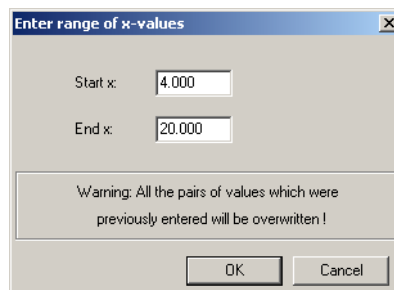 Enter range of x-values
Start x: 4.000
End x: 20.000
Warning: All the pairs of values which were
previously entered will be overwritten !
OK Cancel